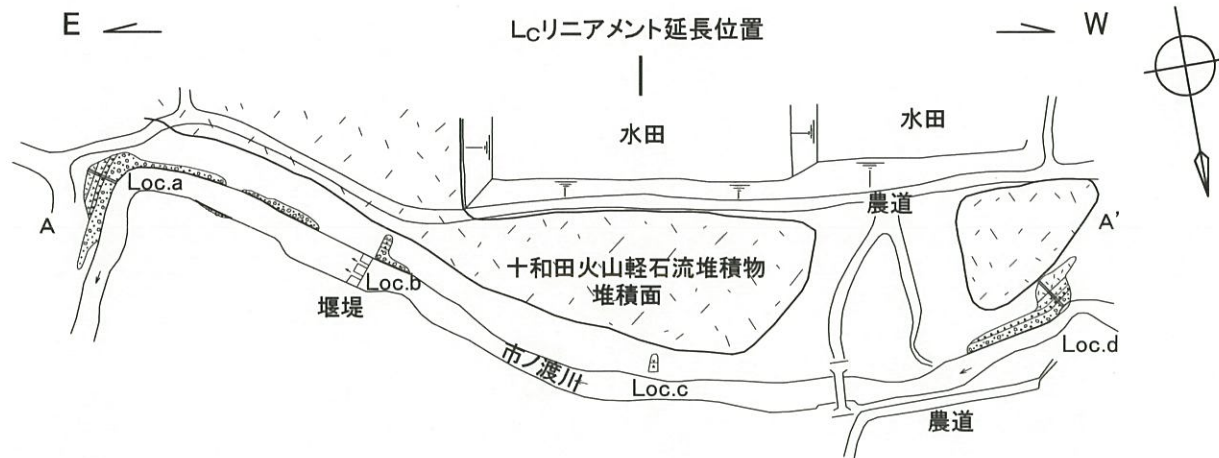 E
LCリニアメント延長位置
W
水田
水田
Loc.a
A
農道
A'
十和田火山軽石流堆積物
堆積面
Loc.b
堰堤
市ノ渡川
Loc.c
Loc.d
農道